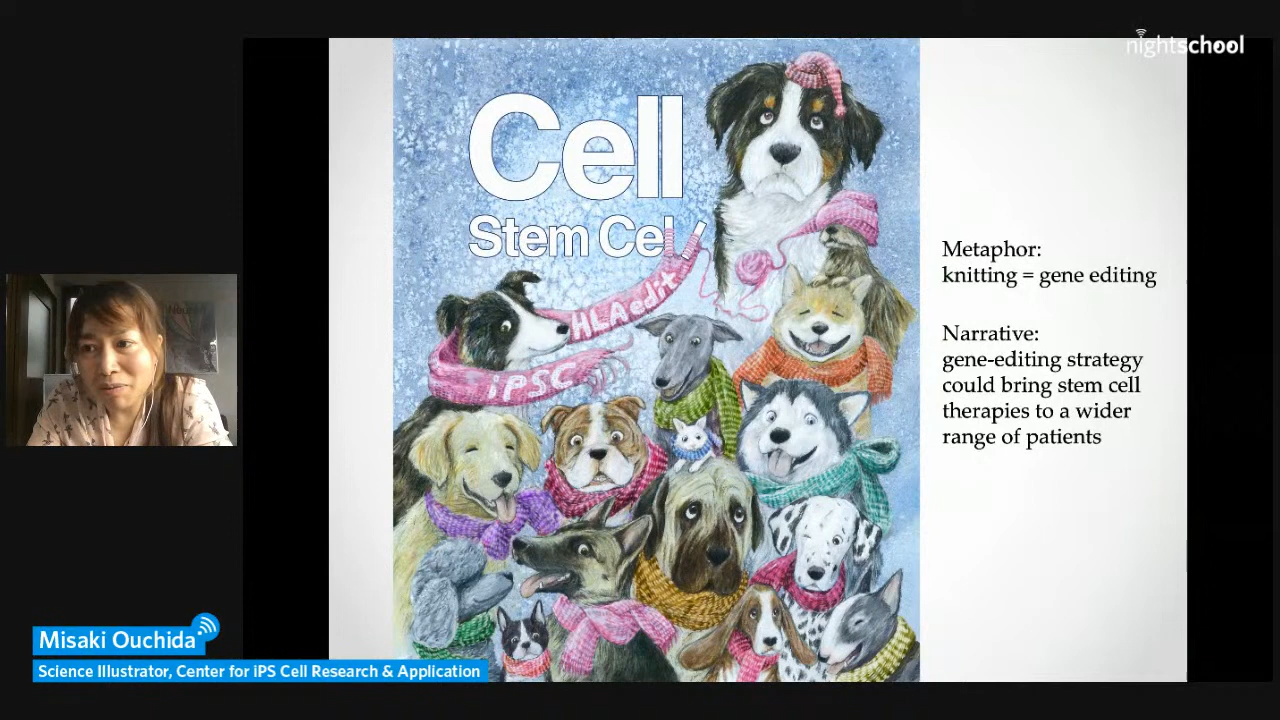 nightschool
Cell
Stem Cell
HLA edit
iPSC
Metaphor:
knitting = gene editing
Narrative:
gene-editing strategy
could bring stem cell
therapies to a wider
range of patients
Misaki Ouchida
Science Illustrator, Center for iPS Cell Research & Application